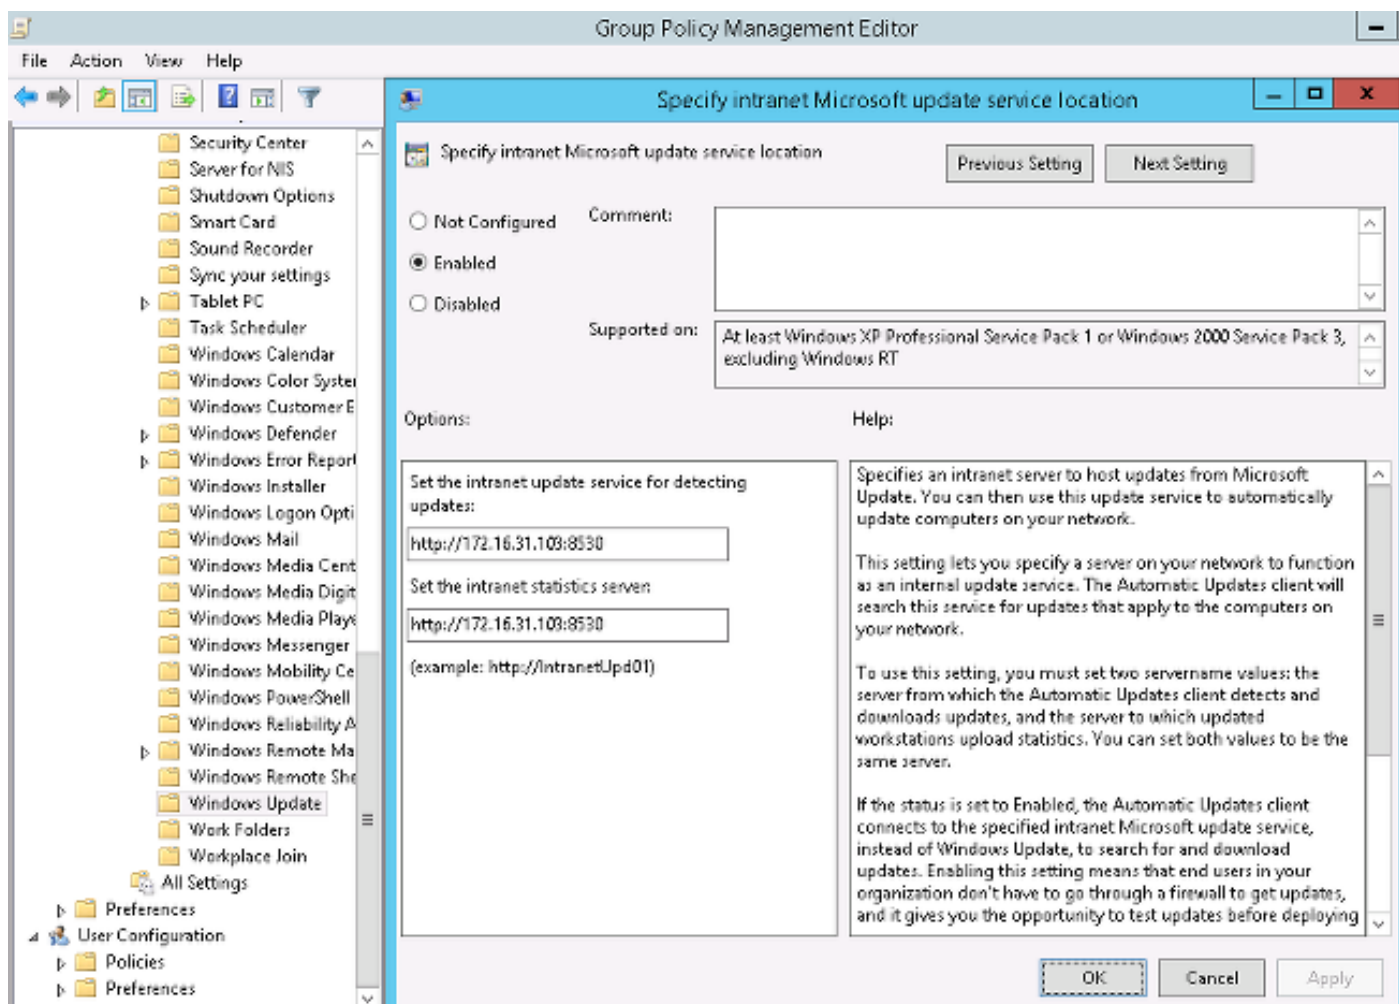 Group Policy Management Editor
File Action View Help
Security Center
Server for NIS
Shutdown Options
Smart Card
Sound Recorder
Sync your settings
Tablet PC
Task Scheduler
Windows Calendar
Windows Color Syster
Windows Customer E
Windows Defender
Windows Error Report
Windows Installer
Windows Logon Opti
Windows Mail
Windows Media Cent
Windows Media Digit
Windows Media Playe
Windows Messenger
Windows Mobility Ce
Windows PowerShell
Windows Reliability A
Windows Remote Ma
Windows Remote She
Windows Update
Work Folders
Workplace Join
All Settings
Preferences
User Configuration
Policies
Preferences
Specify intranet Microsoft update service location
Specify intranet Microsoft update service location
Previous Setting
Next Setting
Not Configured
Enabled
Disabled
Comment:
Supported on:
At least Windows XP Professional Service Pack 1 or Windows 2000 Service Pack 3,
excluding Windows RT
Options:
Help:
Set the intranet update service for detecting
updates:
http://172.16.31.103:8530
Set the intranet statistics server:
http://172.16.31.103:8530
(example: http://IntranetUpd01)
Specifies an intranet server to host updates from Microsoft
Update. You can then use this update service to automatically
update computers on your network.
This setting lets you specify a server on your network to function
as an internal update service. The Automatic Updates client will
search this service for updates that apply to the computers on
your network.
To use this setting, you must set two servername values: the
server from which the Automatic Updates client detects and
downloads updates, and the server to which updated
workstations upload statistics. You can set both values to be the
same server.
If the status is set to Enabled, the Automatic Updates client
connects to the specified intranet Microsoft update service,
instead of Windows Update, to search for and download
updates. Enabling this setting means that end users in your
organization don't have to go through a firewall to get updates,
and it gives you the opportunity to test updates before deploying
OK
Cancel
Apply